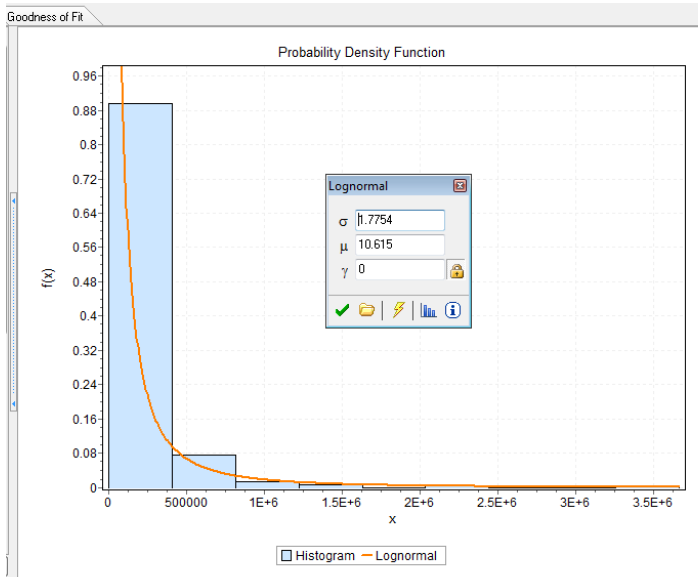 Goodness of Fit
Probability Density Function
0.96
0.88
0.8
0.72
0.64
0.56
0.48
0.4
0.32
0.24
0.16
0.08
0
f(x)
Lognormal
σ 1.7754
μ 10.615
γ 0
0 500000 1E+6 1.5E+6 2E+6 2.5E+6 3E+6 3.5E+6
x
Histogram Lognormal